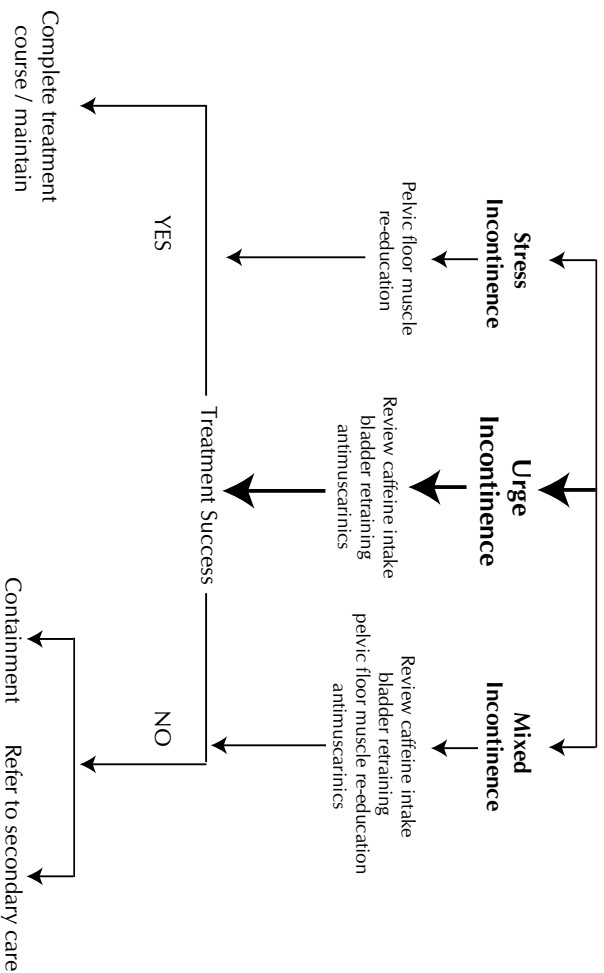 Stress
Incontinence
Urge
Incontinence
Mixed
Incontinence
Pelvic floor muscle
re-education
Review caffeine intake
bladder retraining
antimuscarinics
Review caffeine intake
bladder retraining
pelvic floor muscle re-education
antimuscarinics
Treatment Success
YES
NO
Complete treatment
course / maintain
Containment
Refer to secondary care